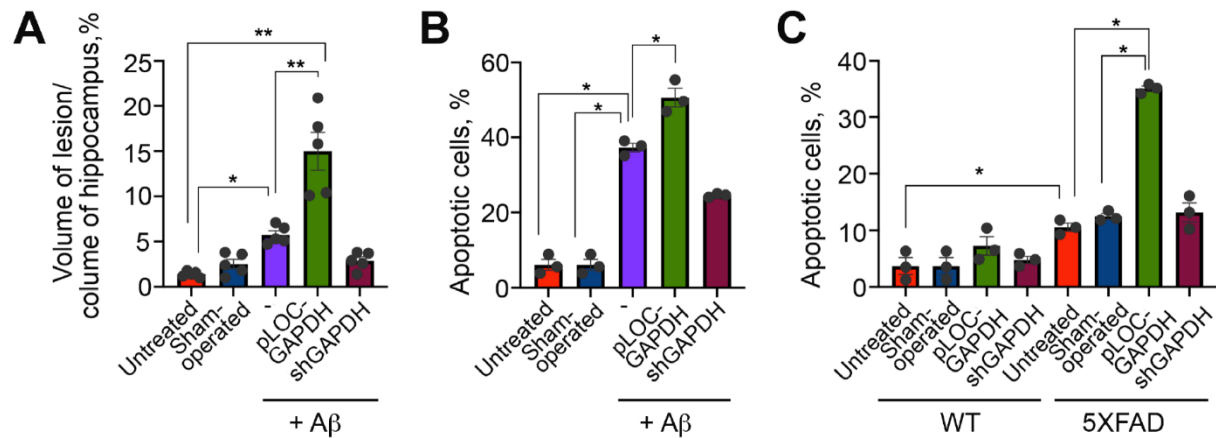 A
Volume of lesion/
column of hippocampus, %
25
20
15
10
5
0
**
**
*
Untreated
Sham-
operated
-
pLOC-
GAPDH
shGAPDH
+ Aβ
B
Apoptotic cells, %
60
40
20
0
*
*
*
Untreated
Sham-
operated
-
pLOC-
GAPDH
shGAPDH
+ Aβ
C
Apoptotic cells, %
40
30
20
10
0
*
*
*
Untreated
Sham-
operated
pLOC-
GAPDH
shGAPDH
Untreated
Sham-
operated
pLOC-
GAPDH
shGAPDH
WT
5XFAD